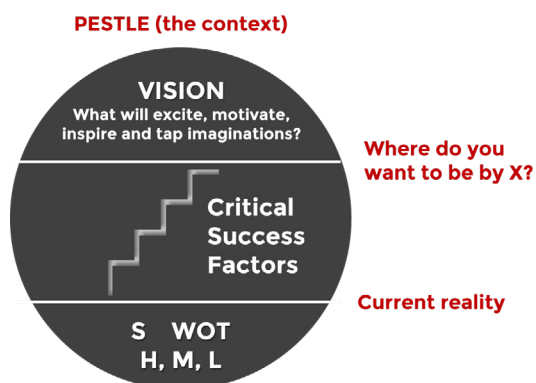 PESTLE (the context)
VISION
What will excite, motivate,
inspire and tap imaginations?
Where do you
want to be by X?
Critical
Success
Factors
Current reality
S WOT
H, M, L